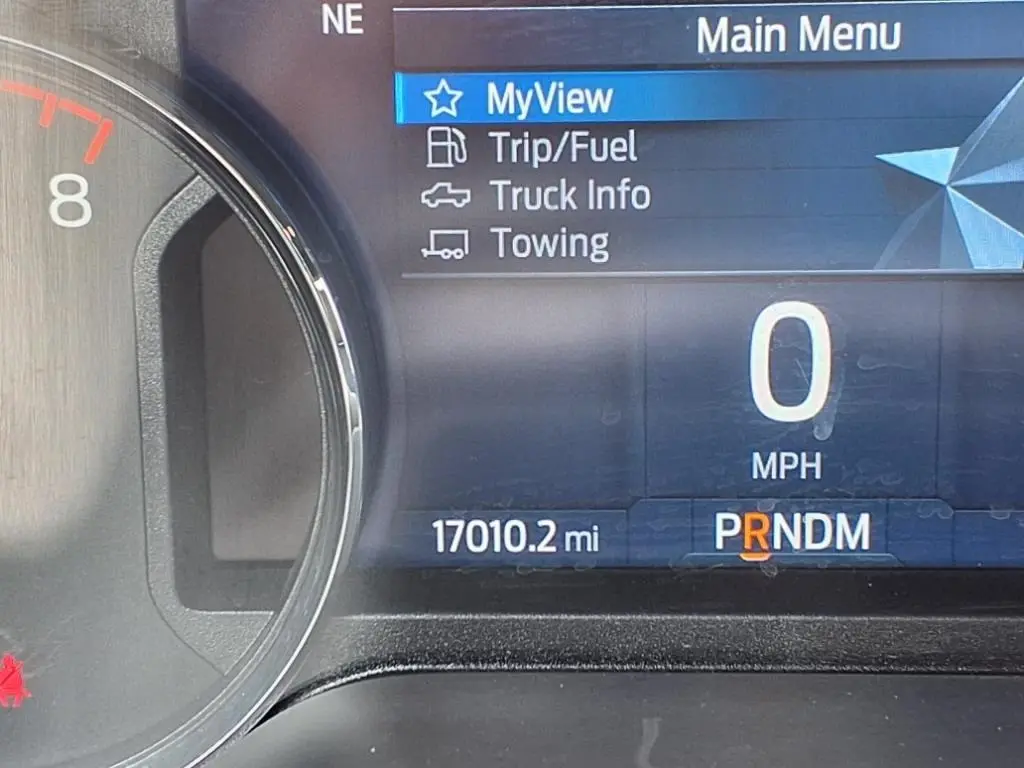 NE
Main Menu
MyView
Trip/Fuel
Truck Info
Towing
8
0
MPH
17010.2 mi
PRNDM